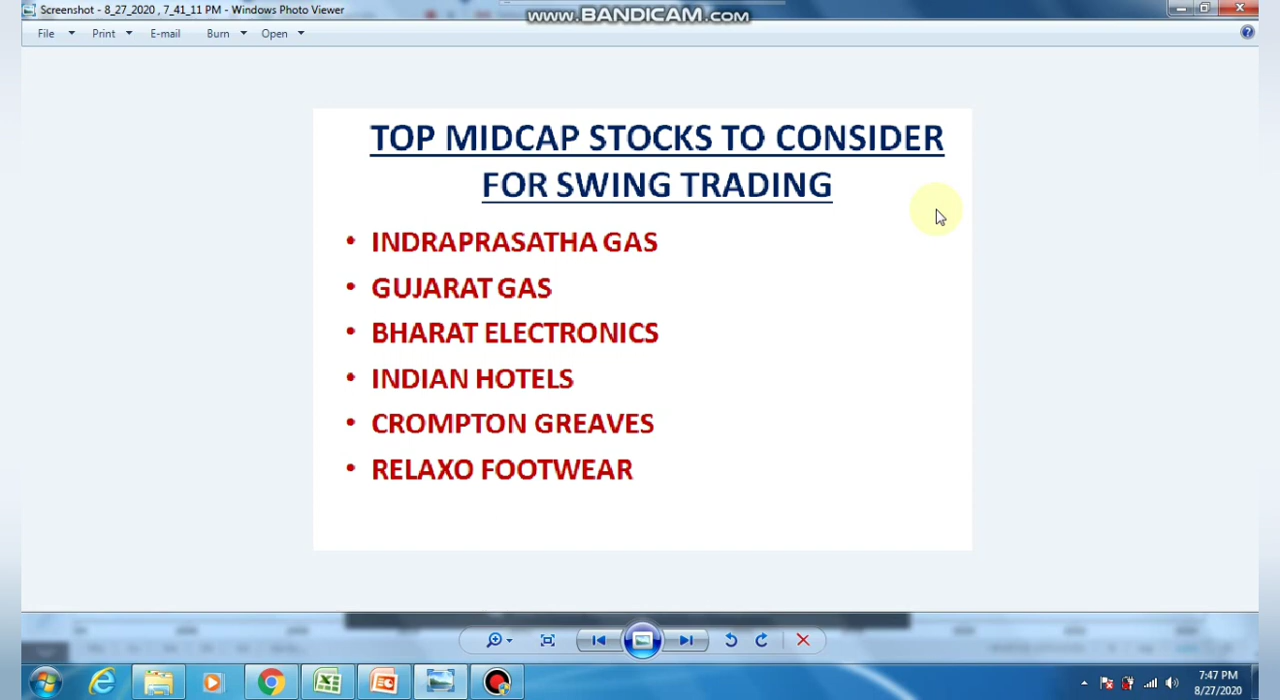 Screenshot - 8_27_2020 , 7_41_11 PM - Windows Photo Viewer
www.BANDICAM.com
File Print E-mail Burn Open
TOP MIDCAP STOCKS TO CONSIDER
FOR SWING TRADING
• INDRAPRASATHA GAS
• GUJARAT GAS
• BHARAT ELECTRONICS
• INDIAN HOTELS
• CROMPTON GREAVES
• RELAXO FOOTWEAR
7:47 PM
8/27/2020